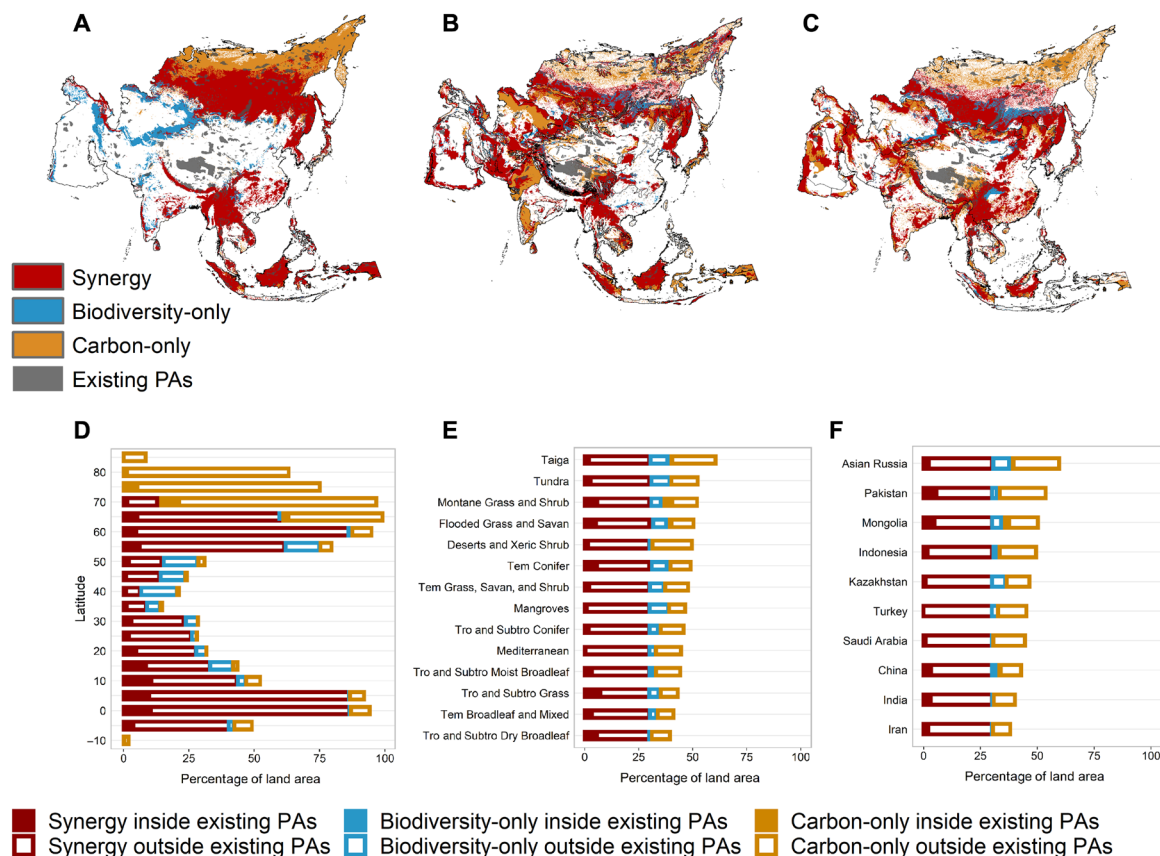 A
B
C
Synergy
Biodiversity-only
Carbon-only
Existing PAs
D
E
F
Latitude
80
70
60
50
40
30
20
10
0
−10
0 25 50 75 100
Percentage of land area
Taiga
Tundra
Montane Grass and Shrub
Flooded Grass and Savan
Deserts and Xeric Shrub
Tem Conifer
Tem Grass, Savan, and Shrub
Mangroves
Tro and Subtro Conifer
Mediterranean
Tro and Subtro Moist Broadleaf
Tro and Subtro Grass
Tem Broadleaf and Mixed
Tro and Subtro Dry Broadleaf
0 25 50 75 100
Percentage of land area
Asian Russia
Pakistan
Mongolia
Indonesia
Kazakhstan
Turkey
Saudi Arabia
China
India
Iran
0 25 50 75 100
Percentage of land area
Synergy inside existing PAs
Biodiversity-only inside existing PAs
Carbon-only inside existing PAs
Synergy outside existing PAs
Biodiversity-only outside existing PAs
Carbon-only outside existing PAs